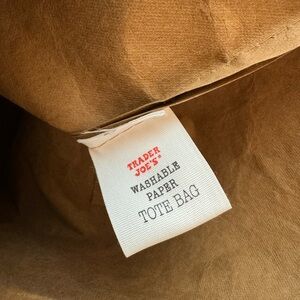 TRADER
JOE'S®
WASHABLE
PAPER
TOTE BAG